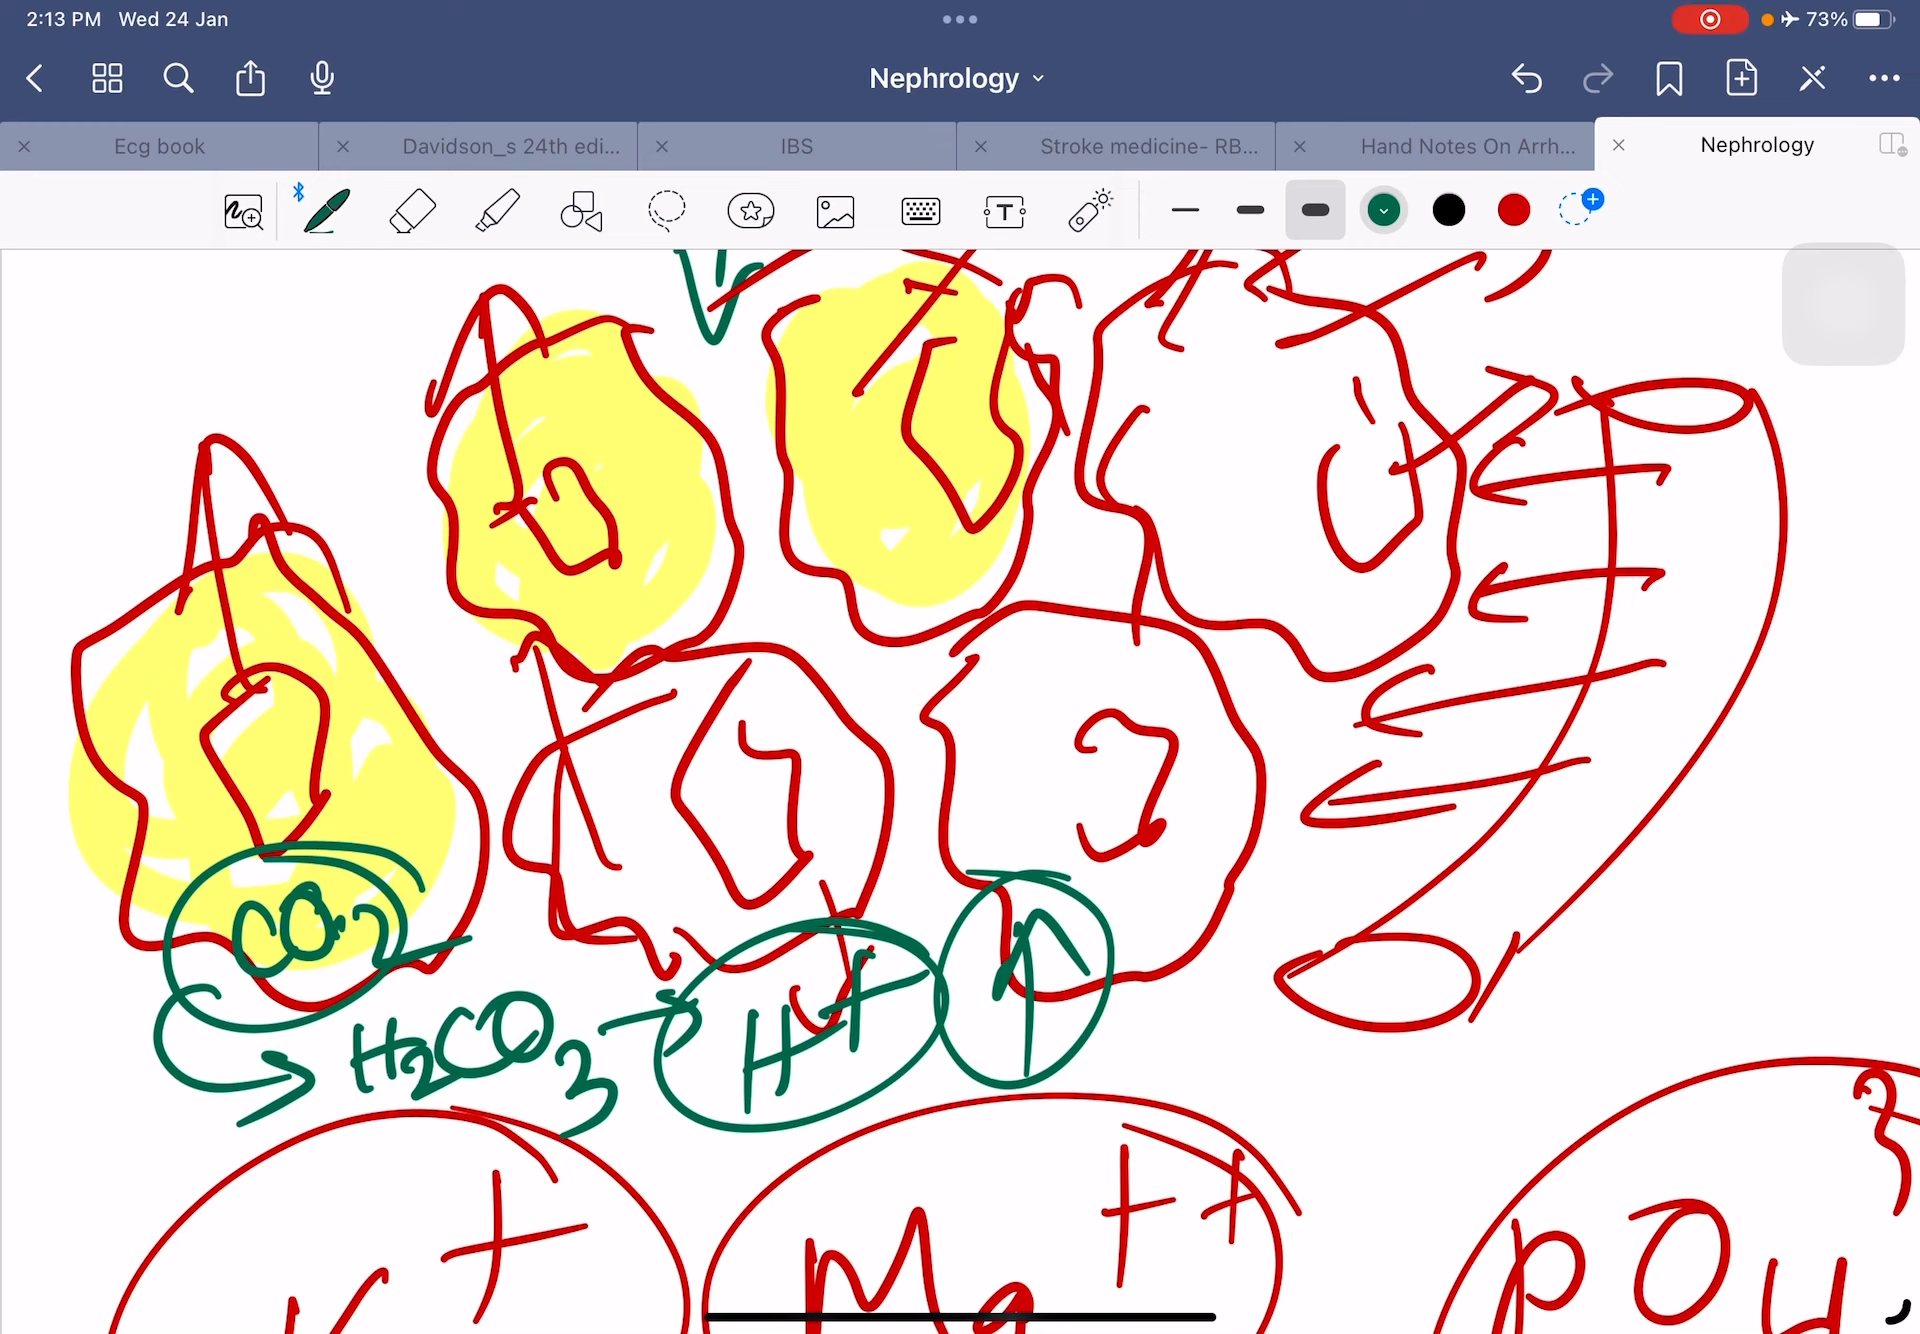 2:13 PM Wed 24 Jan
73%
Nephrology
Ecg book
Davidson_s 24th edi...
IBS
Stroke medicine- RB...
Hand Notes On Arrh...
Nephrology
T
CO2
H2CO3 → H+ ↑
K+
Mg++
PO4